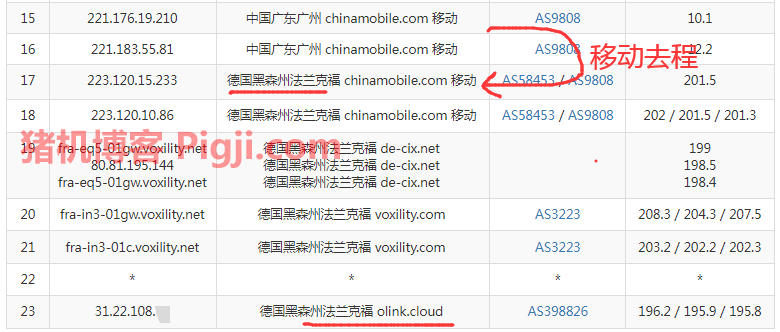 15 221.176.19.210 中国广东广州 chinamobile.com 移动 AS9808 10.1
16 221.183.55.81 中国广东广州 chinamobile.com 移动 AS9808 12.2
移动去程
17 223.120.15.233 德国黑森州法兰克福 chinamobile.com 移动 AS58453 / AS9808 201.5
18 223.120.10.86 德国黑森州法兰克福 chinamobile.com 移动 AS58453 / AS9808 202 / 201.5 / 201.3
猪机博客 Pigji.com
19 fra-eq5-01gw.voxility.net 德国黑森州法兰克福 de-cix.net 199
80.81.195.144 德国黑森州法兰克福 de-cix.net 198.5
fra-eq5-01gw.voxility.net 德国黑森州法兰克福 de-cix.net 198.4
20 fra-in3-01gw.voxility.net 德国黑森州法兰克福 voxility.com AS3223 208.3 / 204.3 / 207.5
21 fra-in3-01c.voxility.net 德国黑森州法兰克福 voxility.com AS3223 203.2 / 202.2 / 202.3
22 * * * *
23 31.22.108. 德国黑森州法兰克福 olink.cloud AS398826 196.2 / 195.9 / 195.8